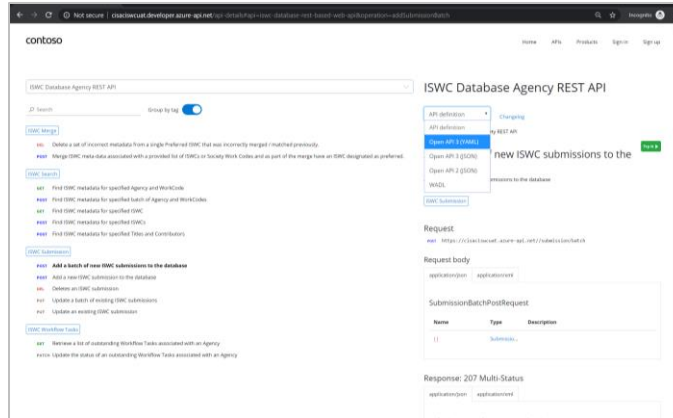 Not secure | cisaciswcuat.developer.azure-api.net/api-details#api=iswc-database-rest-based-web-api&operation=addSubmissionBatch
Incognito
contoso
Home APIs Products Sign in Sign up
ISWC Database Agency REST API
Search
Group by tag
ISWC Merge
DEL Delete a set of incorrect metadata from a single Preferred ISWC that was incorrectly merged / matched previously.
POST Merge ISWC meta-data associated with a provided list of ISWCs or Society Work Codes and as part of the merge have an ISWC designated as preferred.
ISWC Search
GET Find ISWC metadata for specified Agency and WorkCode
POST Find ISWC metadata for specified batch of Agency and WorkCodes
GET Find ISWC metadata for specified ISWC
POST Find ISWC metadata for specified ISWCs
POST Find ISWC metadata for specified Titles and Contributors
ISWC Submission
POST Add a batch of new ISWC submissions to the database
POST Add a new ISWC submission to the database
DEL Deletes an ISWC submission
PUT Update a batch of existing ISWC submissions
PUT Update an existing ISWC submission
ISWC Workflow Tasks
GET Retrieve a list of outstanding Workflow Tasks associated with an Agency
PATCH Update the status of an outstanding Workflow Tasks associated with an Agency
ISWC Database Agency REST API
API definition Changelog
API definition
REST API
Open API 3 (YAML)
Open API 3 (JSON)
new ISWC submissions to the
Open API 2 (JSON)
WADL
submissions to the database
ISWC Submission
Request
POST https://cisaciswcuat.azure-api.net/submission/batch
Request body
application/json application/xml
SubmissionBatchPostRequest
Name Type Description
[] Submissio...
Response: 207 Multi-Status
application/json application/xml